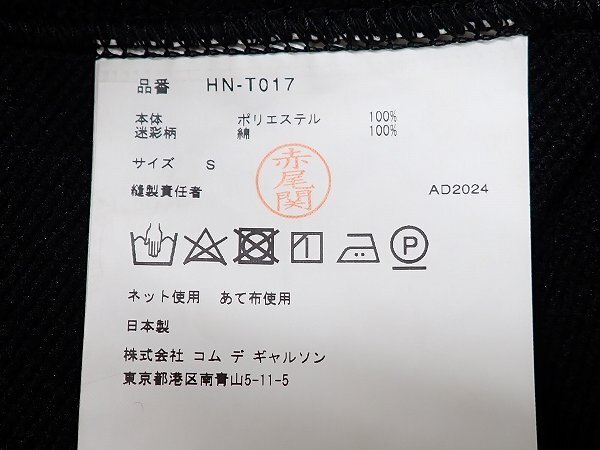 品番 HN-T017
本体 ポリエステル 100%
迷彩柄 綿 100%
サイズ S
赤尾関
縫製責任者 AD2024
P
ネット使用 あて布使用
日本製
株式会社 コム デ ギャルソン
東京都港区南青山5-11-5